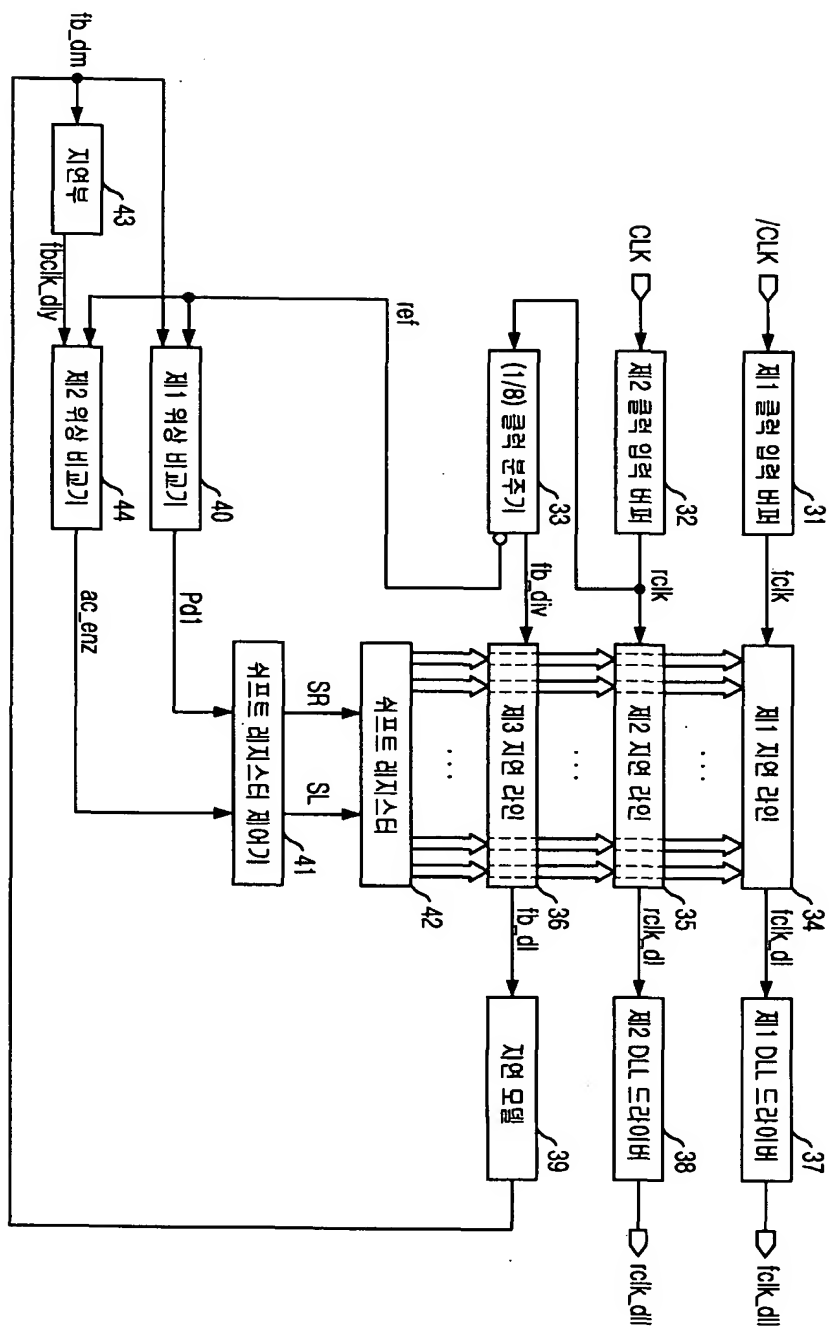 /CLK
제1 클럭 입력 버퍼
31
fclk
제1 지연 라인
34
fclk_dl
제1 DLL 드라이버
37
fclk_dll
CLK
제2 클럭 입력 버퍼
32
rclk
제2 지연 라인
35
rclk_dl
제2 DLL 드라이버
38
rclk_dll
(1/8) 클럭 분주기
33
fb_div
제3 지연 라인
36
fb_dl
지연 모델
39
ref
쉬프트 레지스터
42
SR
SL
쉬프트 레지스터 제어기
41
제1 위상 비교기
40
Pd1
fb_dm
지연부
43
fbclk_dly
제2 위상 비교기
44
ac_enz